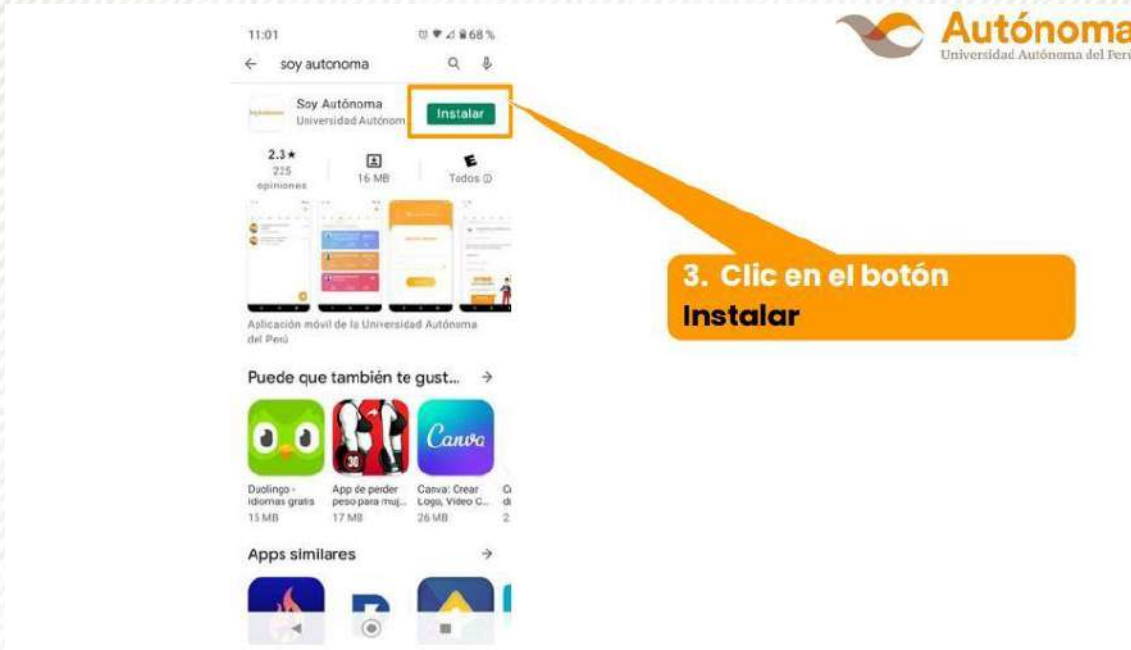 Autónoma
Universidad Autónoma del Perú
11:01
68 %
soy autonoma
Soy Autónoma
Universidad Autónom
Instalar
2.3★
225
opiniones
16 MB
E
Todos
3. Clic en el botón
Instalar
Aplicación móvil de la Universidad Autónoma
del Perú
Puede que también te gust... →
30
Canva
Duolingo -
idiomas gratis
15 MB
App de perder
peso para muj...
17 MB
Canva: Crear
Logo, Vídeo C...
26 MB
Apps similares →